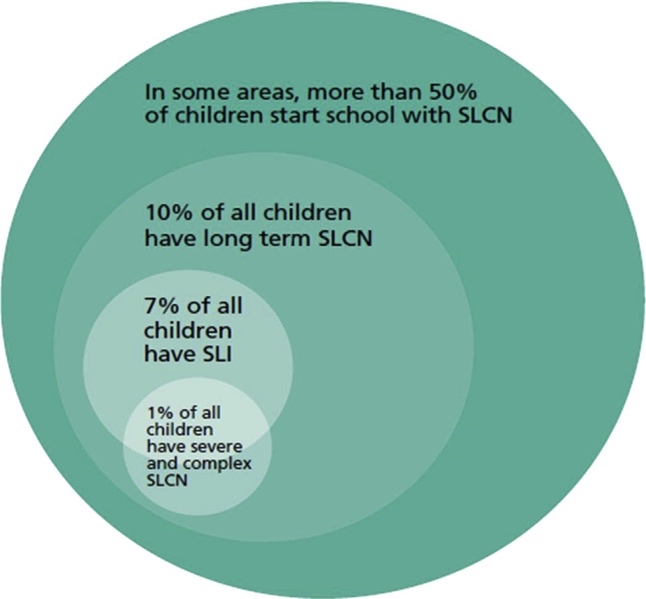 In some areas, more than 50%
of children start school with SLCN
10% of all children
have long term SLCN
7% of all
children
have SLI
1% of all
children
have severe
and complex
SLCN